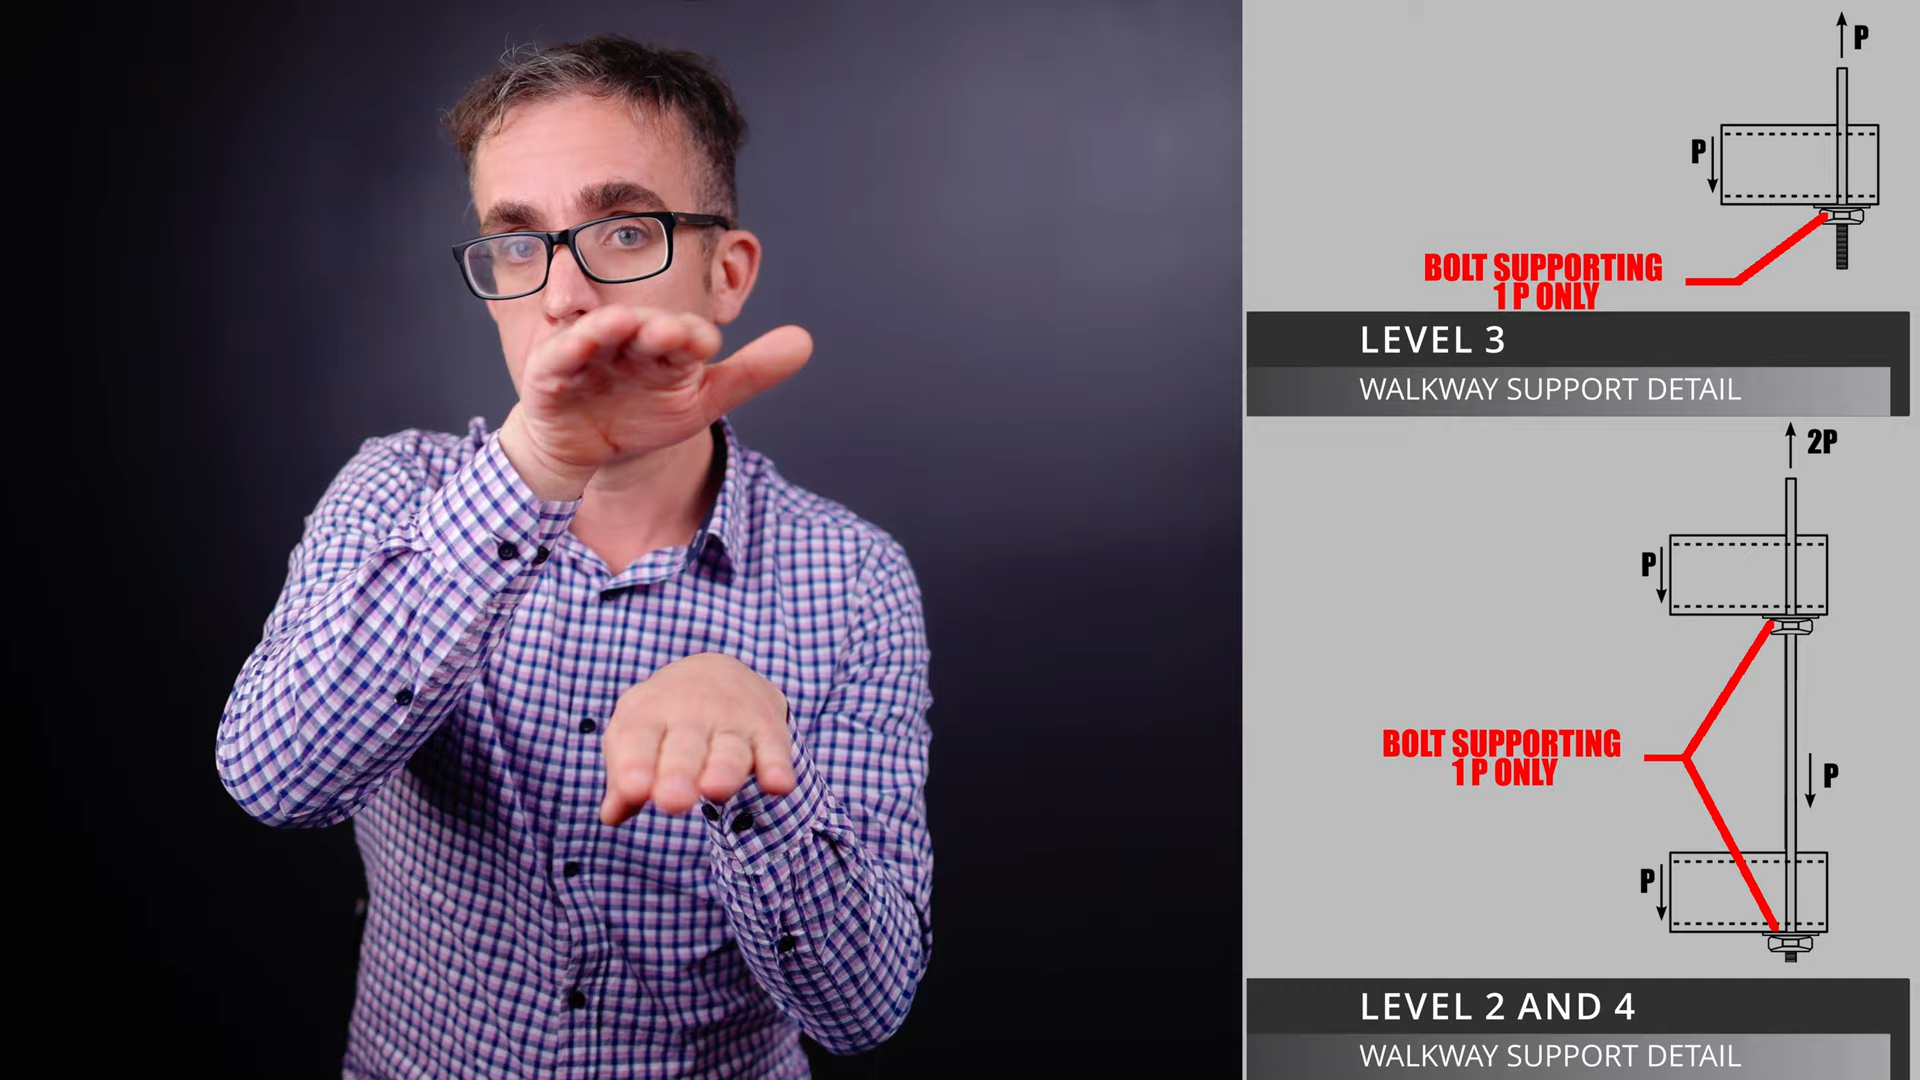 P
P
BOLT SUPPORTING
1 P ONLY
LEVEL 3
WALKWAY SUPPORT DETAIL
2P
P
BOLT SUPPORTING
1 P ONLY
P
P
LEVEL 2 AND 4
WALKWAY SUPPORT DETAIL